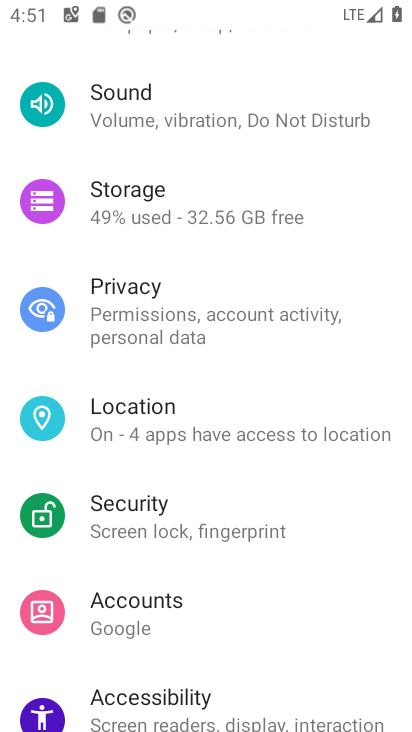 4:51
LTE
Sound
Volume, vibration, Do Not Disturb
Storage
49% used - 32.56 GB free
Privacy
Permissions, account activity,
personal data
Location
On - 4 apps have access to location
Security
Screen lock, fingerprint
Accounts
Google
Accessibility
Screen readers, display, interaction